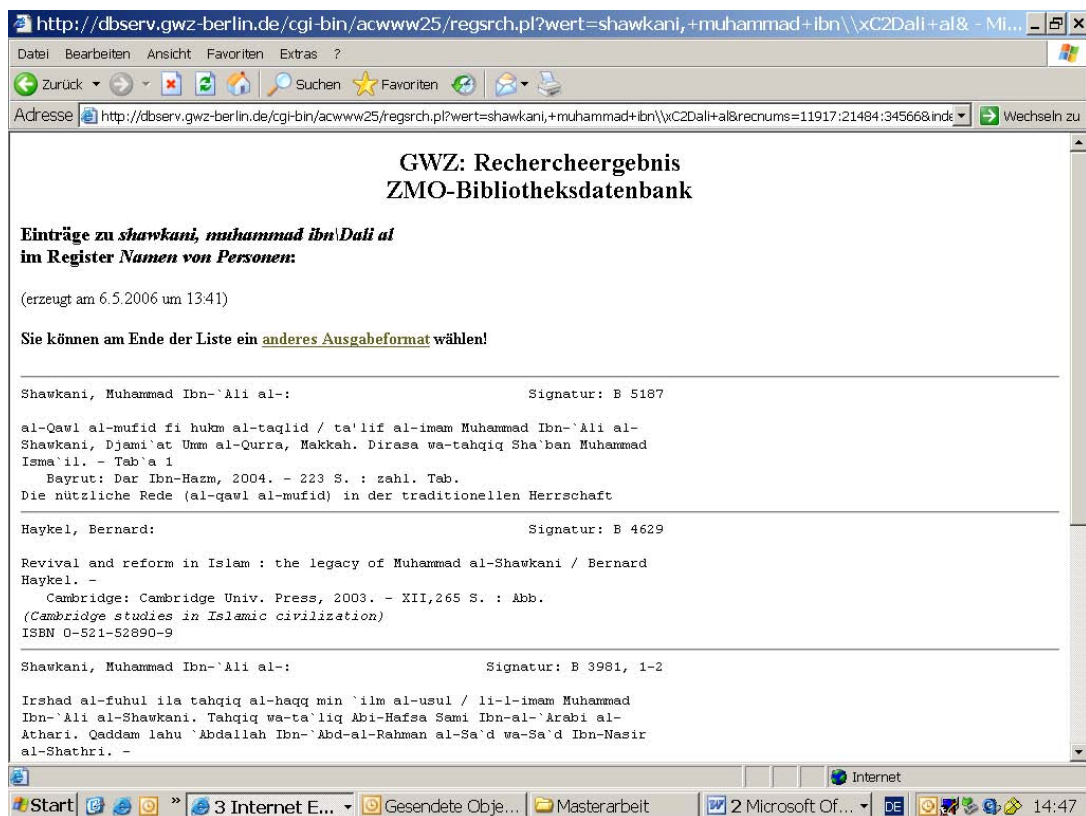 http://dbserv.gwz-berlin.de/cgi-bin/acwww25/regsrch.pl?wert=shawkani,+muhammad+ibn\\xC2Dali+al& - Mi...
Datei Bearbeiten Ansicht Favoriten Extras ?
Zurück Suchen Favoriten
Adresse http://dbserv.gwz-berlin.de/cgi-bin/acwww25/regsrch.pl?wert=shawkani,+muhammad+ibn\\xC2Dali+al&recnums=11917:21484:34566&inde Wechseln zu
GWZ: Rechercheergebnis
ZMO-Bibliotheksdatenbank
Einträge zu shawkani, muhammad ibn\Dali al
im Register Namen von Personen:
(erzeugt am 6.5.2006 um 13:41)
Sie können am Ende der Liste ein anderes Ausgabeformat wählen!
Shawkani, Muhammad Ibn-`Ali al-: Signatur: B 5187
al-Qawl al-mufid fi hukm al-taqlid / ta'lif al-imam Muhammad Ibn-`Ali al-
Shawkani, Djami`at Umm al-Qurra, Makkah. Dirasa wa-tahqiq Sha`ban Muhammad
Isma`il. - Tab`a 1
Bayrut: Dar Ibn-Hazm, 2004. - 223 S. : zahl. Tab.
Die nützliche Rede (al-qawl al-mufid) in der traditionellen Herrschaft
Haykel, Bernard: Signatur: B 4629
Revival and reform in Islam : the legacy of Muhammad al-Shawkani / Bernard
Haykel. -
Cambridge: Cambridge Univ. Press, 2003. - XII,265 S. : Abb.
(Cambridge studies in Islamic civilization)
ISBN 0-521-52890-9
Shawkani, Muhammad Ibn-`Ali al-: Signatur: B 3981, 1-2
Irshad al-fuhul ila tahqiq al-haqq min `ilm al-usul / li-l-imam Muhammad
Ibn-`Ali al-Shawkani. Tahqiq wa-ta`liq Abi-Hafsa Sami Ibn-al-`Arabi al-
Athari. Qaddam lahu `Abdallah Ibn-`Abd-al-Rahman al-Sa`d wa-Sa`d Ibn-Nasir
al-Shathri. -
Internet
Start » 3 Internet E... Gesendete Obje... Masterarbeit 2 Microsoft Of... DE 14:47